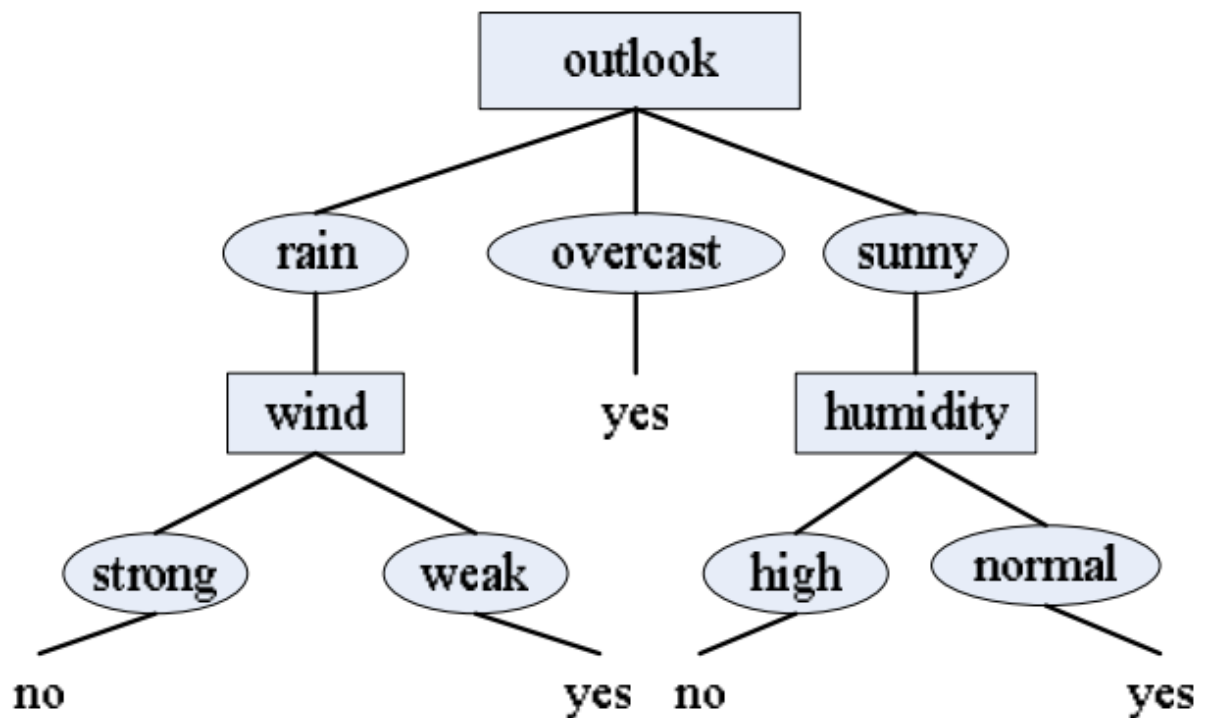 outlook
rain overcast sunny
wind yes humidity
strong weak high normal
no yes no yes